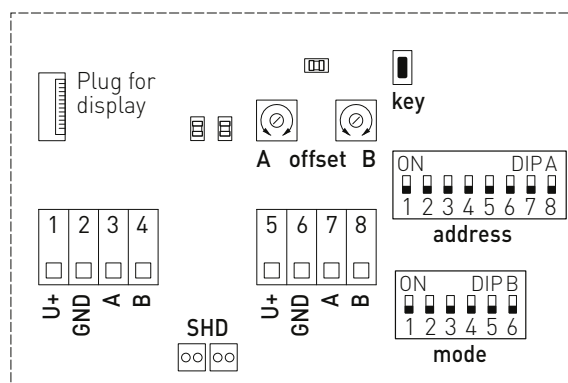 Plug for
display
key
A offset B
ON DIP A
1 2 3 4 5 6 7 8
address
1 2 3 4
U+ GND A B
5 6 7 8
U+ GND A B
ON DIP B
1 2 3 4 5 6
mode
SHD